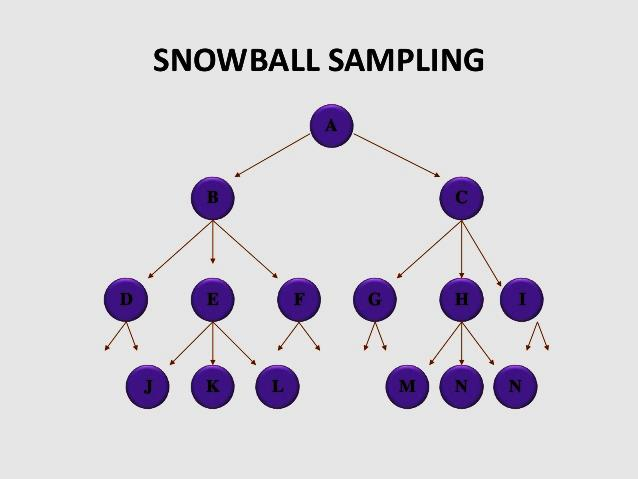 SNOWBALL SAMPLING
A
B C
D E F G H I
J K L M N N